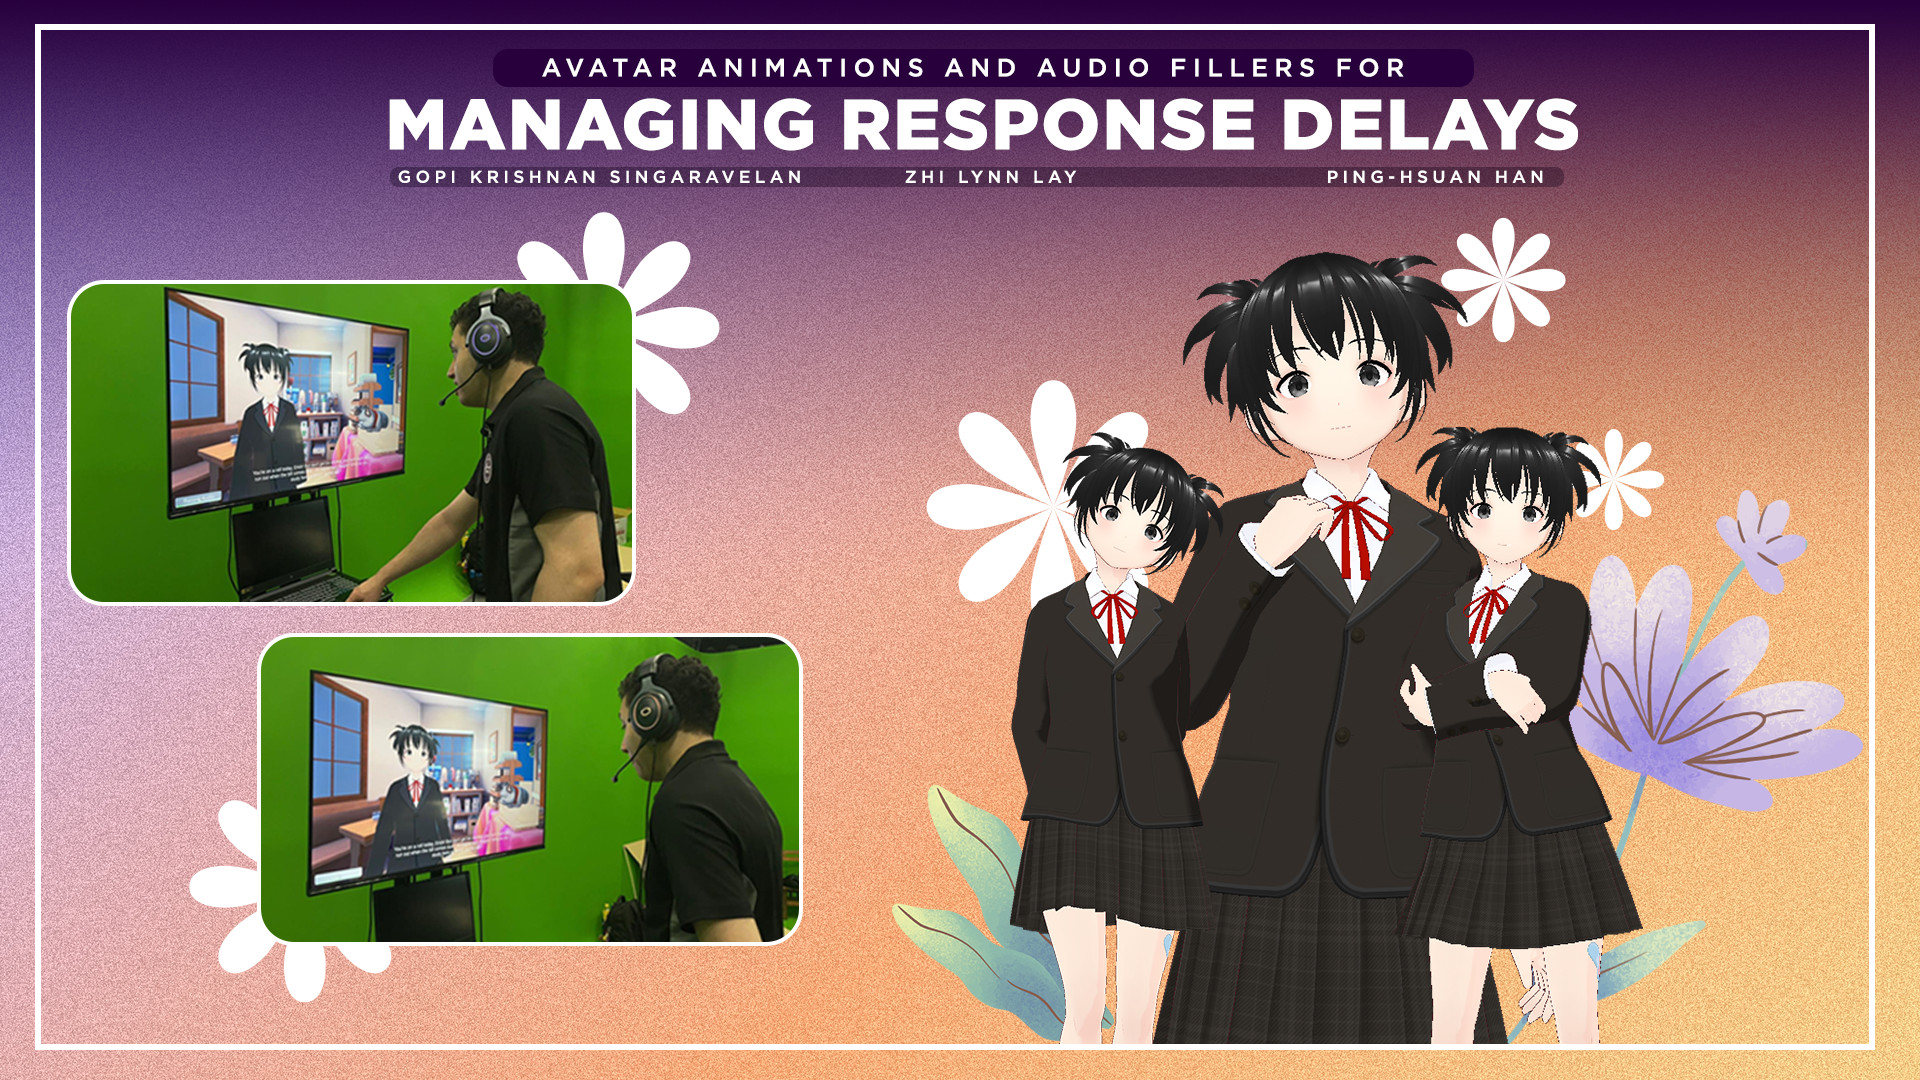 AVATAR ANIMATIONS AND AUDIO FILLERS FOR
MANAGING RESPONSE DELAYS
GOPI KRISHNAN SINGARAVELAN ZHI LYNN LAY PING-HSUAN HAN